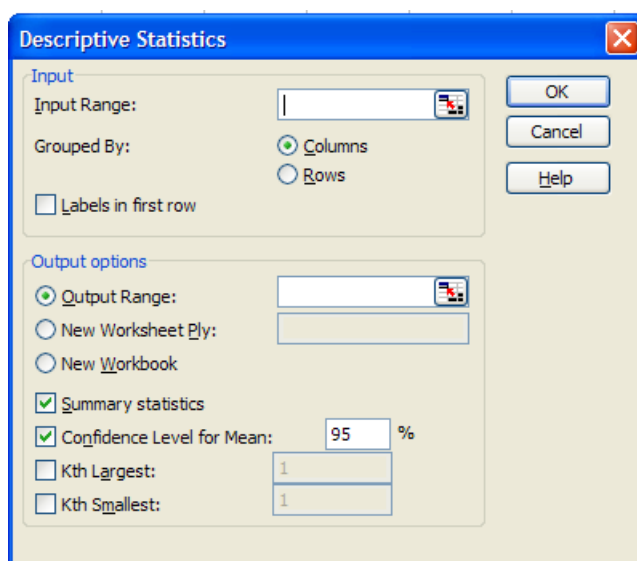 Descriptive Statistics
Input
Input Range:
OK
Cancel
Grouped By:
Columns
Rows
Help
Labels in first row
Output options
Output Range:
New Worksheet Ply:
New Workbook
Summary statistics
Confidence Level for Mean: 95 %
Kth Largest: 1
Kth Smallest: 1